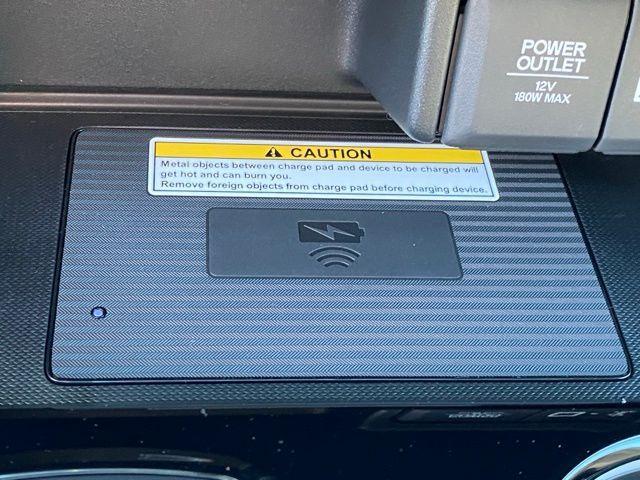 POWER
OUTLET
12V
180W MAX
⚠ CAUTION
Metal objects between charge pad and device to be charged will
get hot and can burn you.
Remove foreign objects from charge pad before charging device.